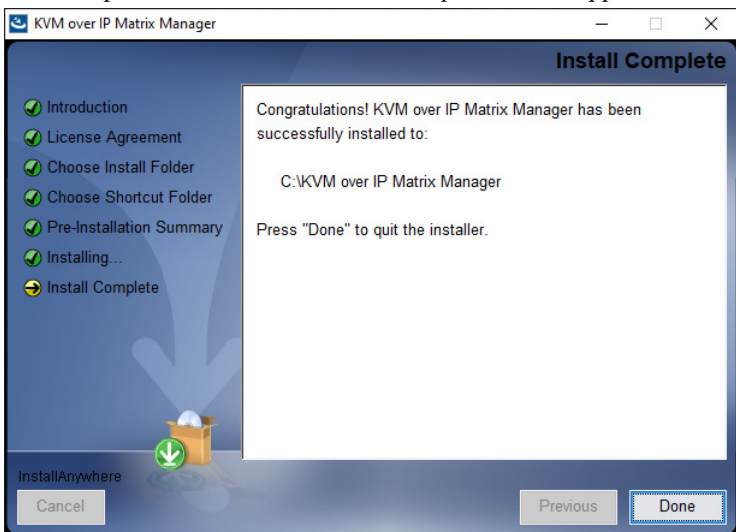 KVM over IP Matrix Manager
Install Complete
Introduction
License Agreement
Choose Install Folder
Choose Shortcut Folder
Pre-Installation Summary
Installing...
Install Complete
Congratulations! KVM over IP Matrix Manager has been
successfully installed to:
C:\KVM over IP Matrix Manager
Press "Done" to quit the installer.
InstallAnywhere
Cancel
Previous
Done